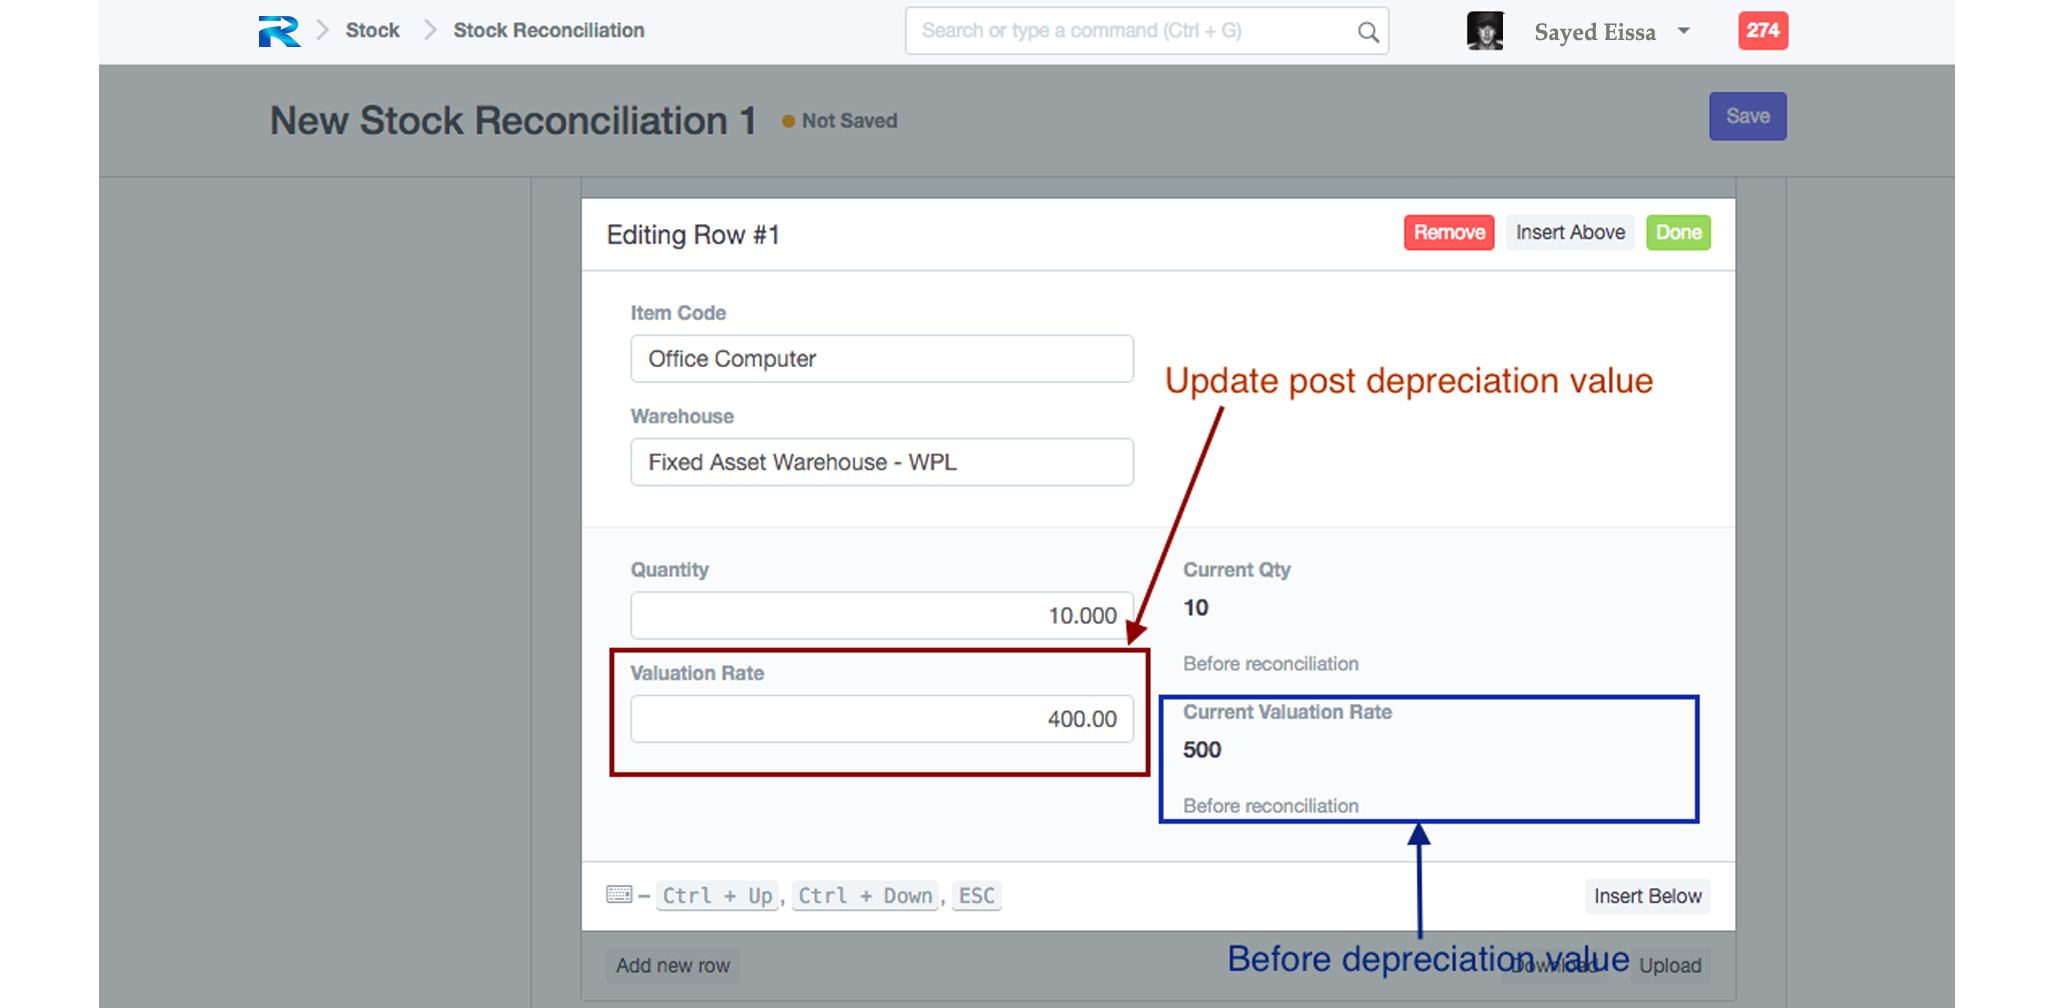 Stock
Stock Reconciliation
Search or type a command (Ctrl + G)
Sayed Eissa
274
New Stock Reconciliation 1
Not Saved
Save
Editing Row #1
Remove
Insert Above
Done
Item Code
Office Computer
Update post depreciation value
Warehouse
Fixed Asset Warehouse - WPL
Quantity
10.000
Current Qty
10
Before reconciliation
Valuation Rate
400.00
Current Valuation Rate
500
Before reconciliation
– Ctrl + Up, Ctrl + Down, ESC
Insert Below
Add new row
Before depreciation value
Download
Upload